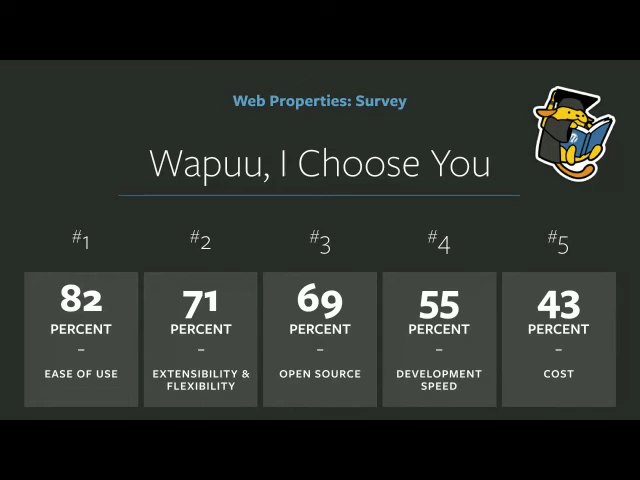 Web Properties: Survey
Wapuu, I Choose You
#1 #2 #3 #4 #5
82 71 69 55 43
PERCENT PERCENT PERCENT PERCENT PERCENT
– – – – –
EASE OF USE EXTENSIBILITY & OPEN SOURCE DEVELOPMENT COST
FLEXIBILITY SPEED